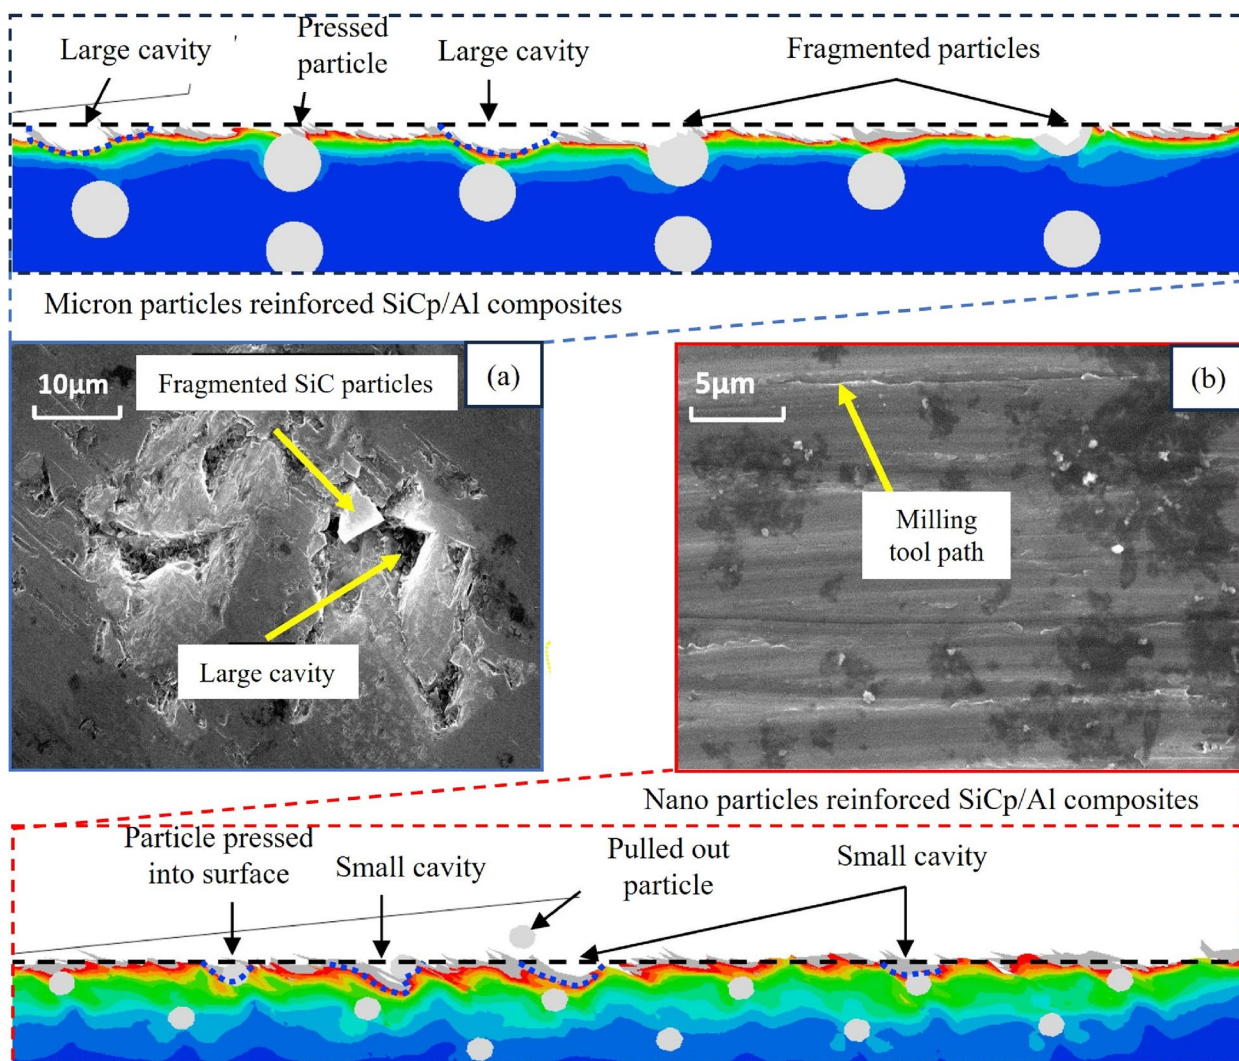 Large cavity
Pressed
particle
Large cavity
Fragmented particles
Micron particles reinforced SiCp/Al composites
10μm
Fragmented SiC particles
(a)
Large cavity
5μm
(b)
Milling
tool path
Nano particles reinforced SiCp/Al composites
Particle pressed
into surface
Small cavity
Pulled out
particle
Small cavity